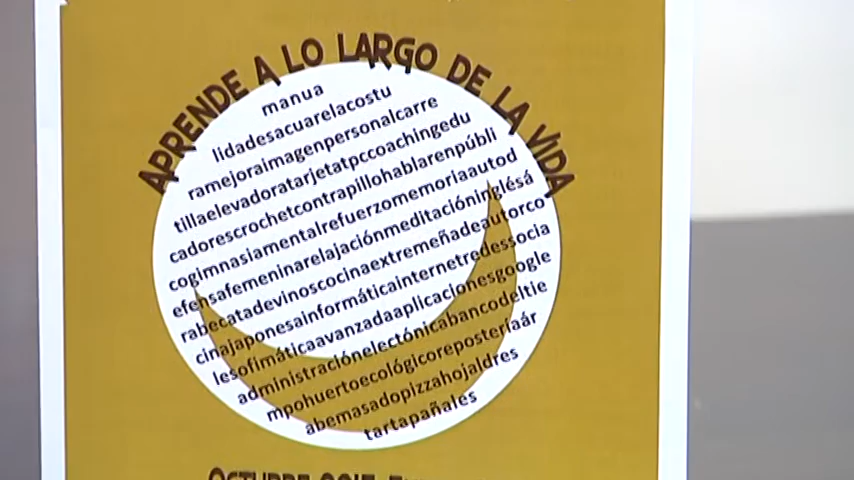 APRENDE A LO LARGO DE LA VIDA
manua
lidadesacuarelacostu
ramejoraimagenpersonalcarre
tillaelevadoratarjetatpccoachingedu
cadorescrochetcontrapillohablarenpúbli
cogimnasiamentalrefuerzomemoriaautod
efensafemeninarelajaciónmeditacióninglésá
rabecatadevinoscocinaextremeñadeautorco
cinajaponesainformáticainternetredessocia
lesofimáticaavanzadaaplicacionesgoogle
administraciónelectónicabancodeltie
mpohuertoecológicoreposteríaár
abemasadopizzahojaldres
tartapañales
OCTUBRE